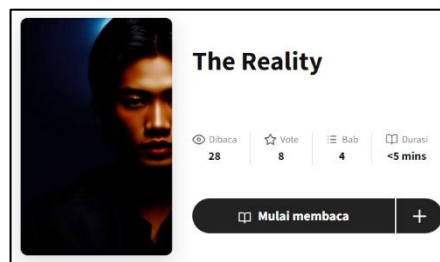 The Reality
Dibaca Vote Bab Durasi
28 8 4 <5 mins
Mulai membaca +